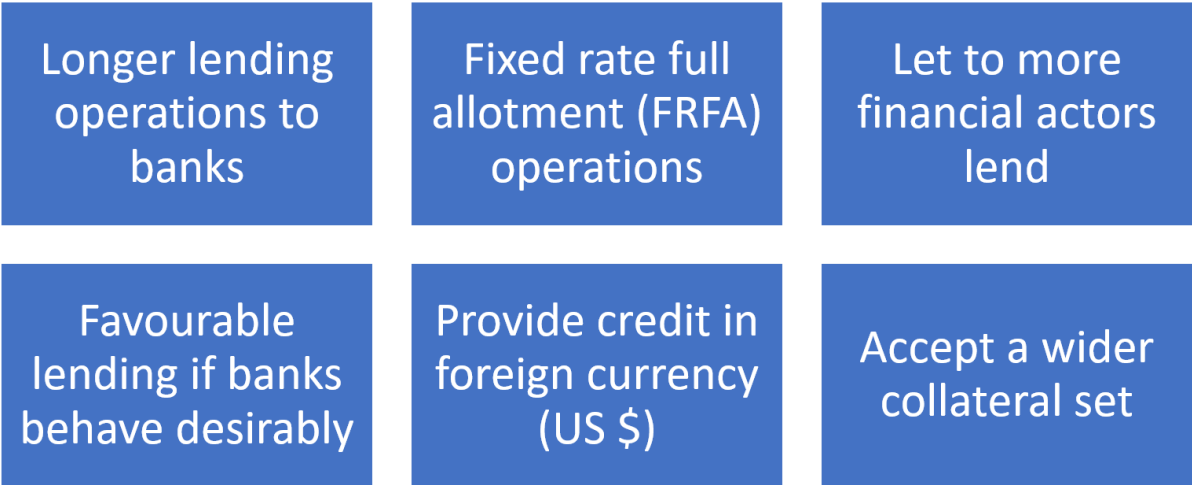 Longer lending
operations to
banks
Fixed rate full
allotment (FRFA)
operations
Let to more
financial actors
lend
Favourable
lending if banks
behave desirably
Provide credit in
foreign currency
(US $)
Accept a wider
collateral set